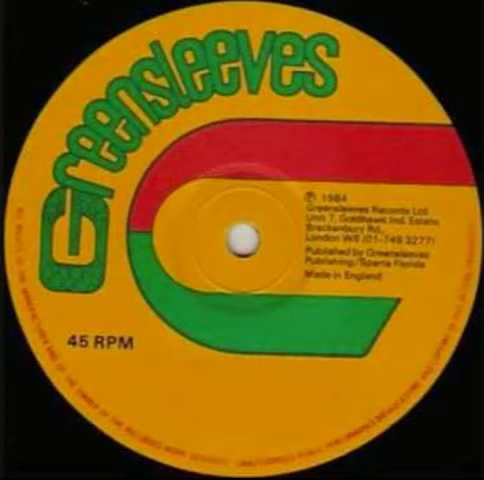 Greensleeves
℗ 1984
Greensleeves Records Ltd
Unit 7, Goldhawk Ind. Estate,
Brackenbury Rd.,
London W6 (01-749 3277)
Published by Greensleeves
Publishing/Sparta Florida
Made in England
45 RPM